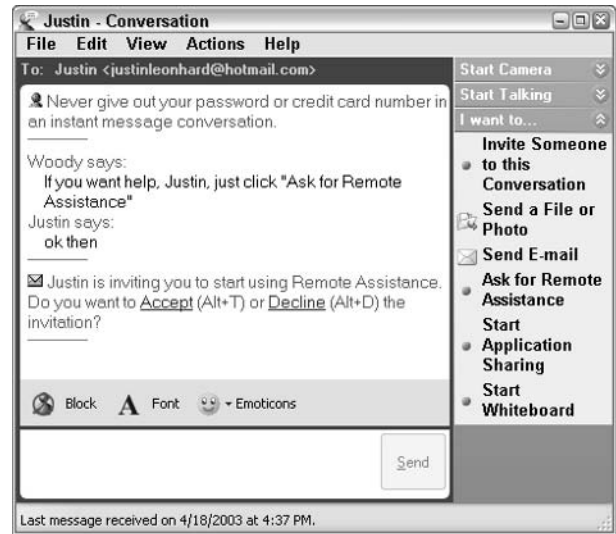 Justin - Conversation
File Edit View Actions Help
To: Justin <justinleonhard@hotmail.com>
Never give out your password or credit card number in
an instant message conversation.
Woody says:
If you want help, Justin, just click "Ask for Remote
Assistance"
Justin says:
ok then
Justin is inviting you to start using Remote Assistance.
Do you want to Accept (Alt+T) or Decline (Alt+D) the
invitation?
Block A Font Emoticons
Send
Last message received on 4/18/2003 at 4:37 PM.
Start Camera
Start Talking
I want to...
Invite Someone
to this
Conversation
Send a File or
Photo
Send E-mail
Ask for Remote
Assistance
Start
Application
Sharing
Start
Whiteboard